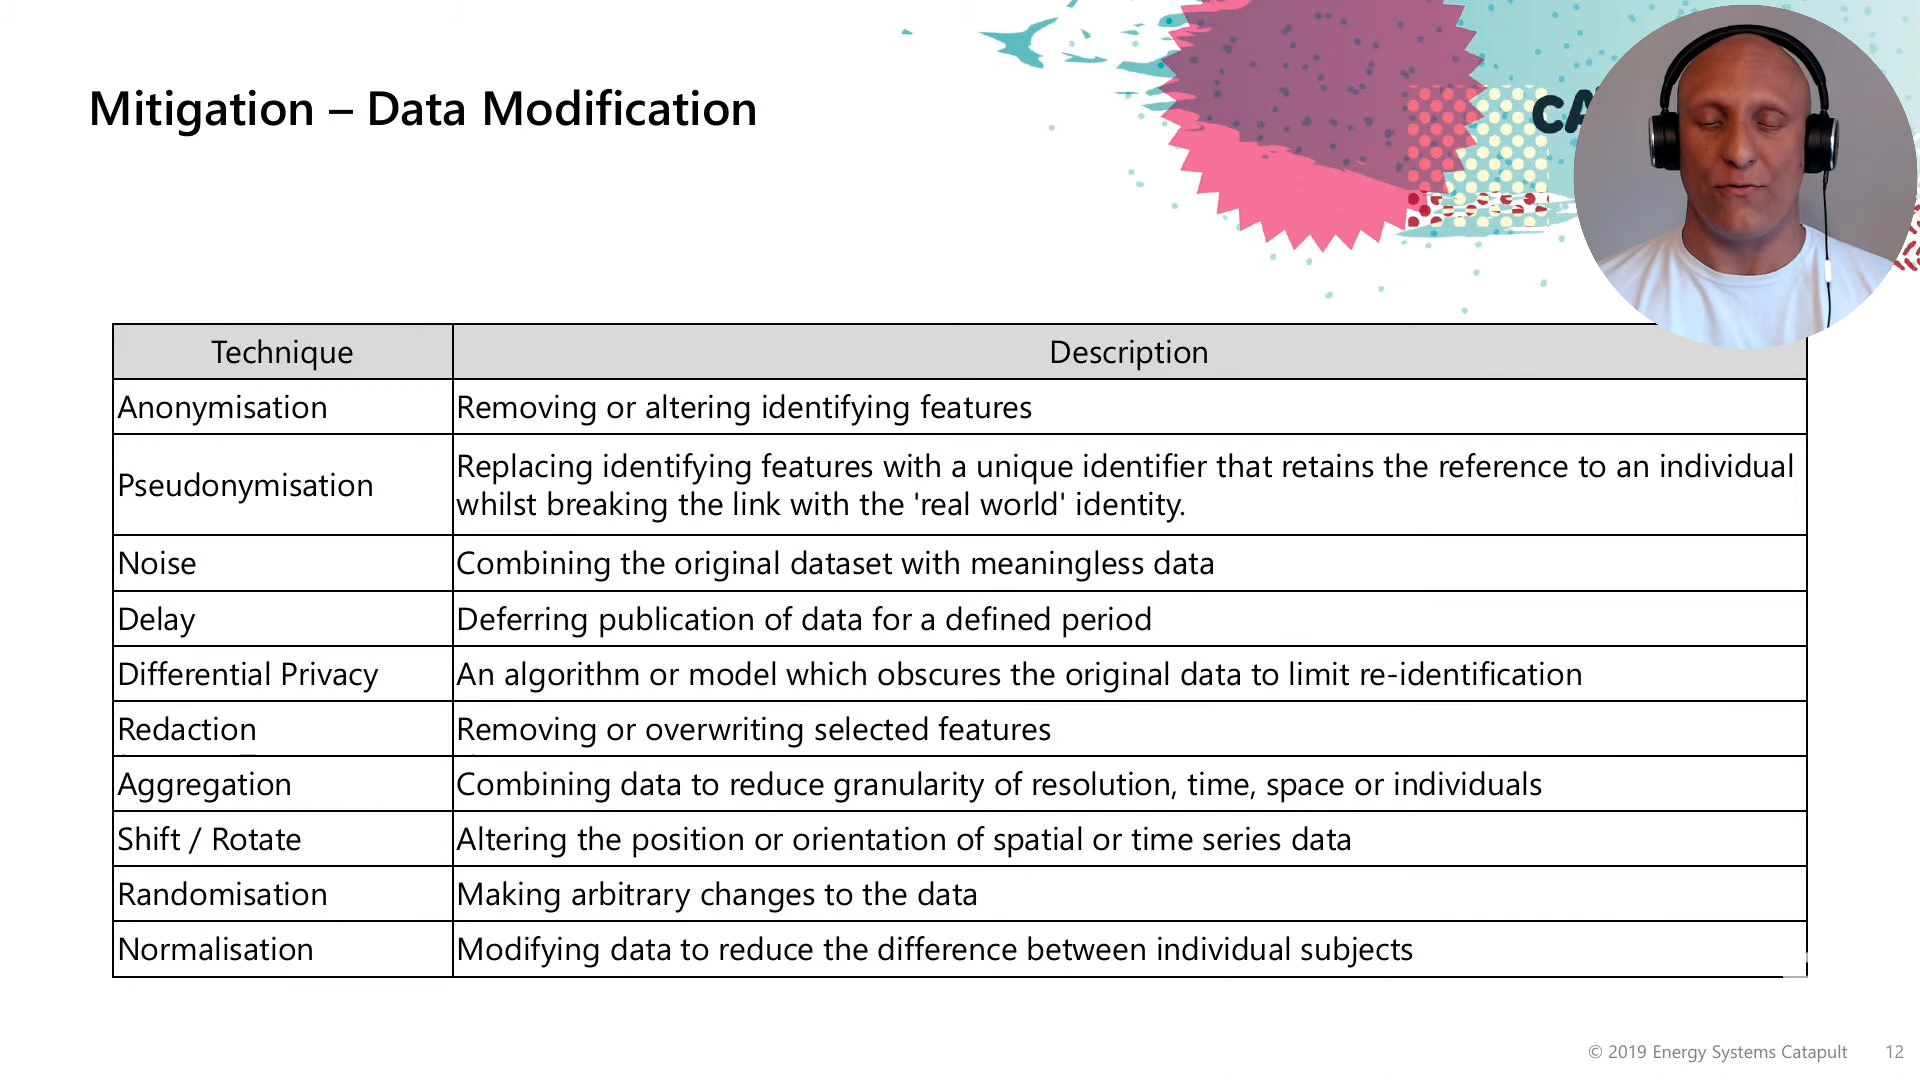 Mitigation – Data Modification
CA
Technique Description
Anonymisation Removing or altering identifying features
Pseudonymisation Replacing identifying features with a unique identifier that retains the reference to an individual
whilst breaking the link with the 'real world' identity.
Noise Combining the original dataset with meaningless data
Delay Deferring publication of data for a defined period
Differential Privacy An algorithm or model which obscures the original data to limit re-identification
Redaction Removing or overwriting selected features
Aggregation Combining data to reduce granularity of resolution, time, space or individuals
Shift / Rotate Altering the position or orientation of spatial or time series data
Randomisation Making arbitrary changes to the data
Normalisation Modifying data to reduce the difference between individual subjects
© 2019 Energy Systems Catapult 12